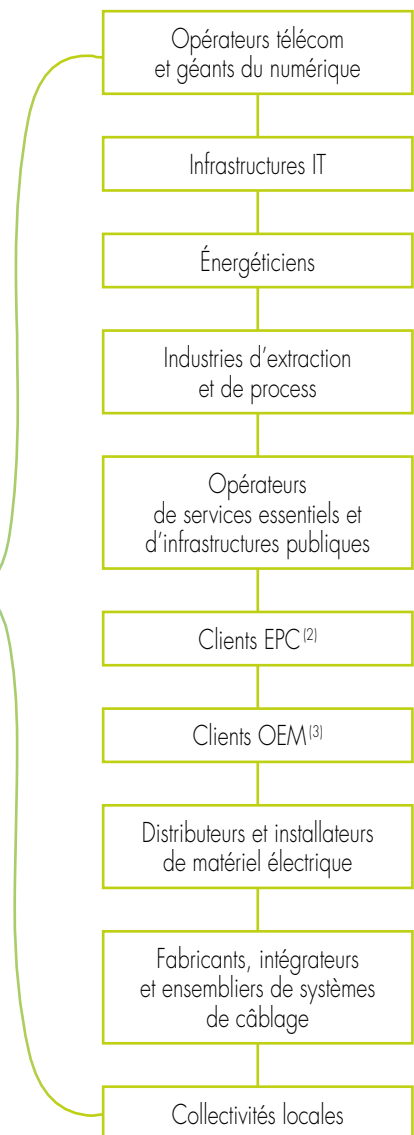 Opérateurs télécom
et géants du numérique
Infrastructures IT
Énergéticiens
Industries d’extraction
et de process
Opérateurs
de services essentiels et
d’infrastructures publiques
Clients EPC(2)
Clients OEM(3)
Distributeurs et installateurs
de matériel électrique
Fabricants, intégrateurs
et ensembliers de systèmes
de câblage
Collectivités locales